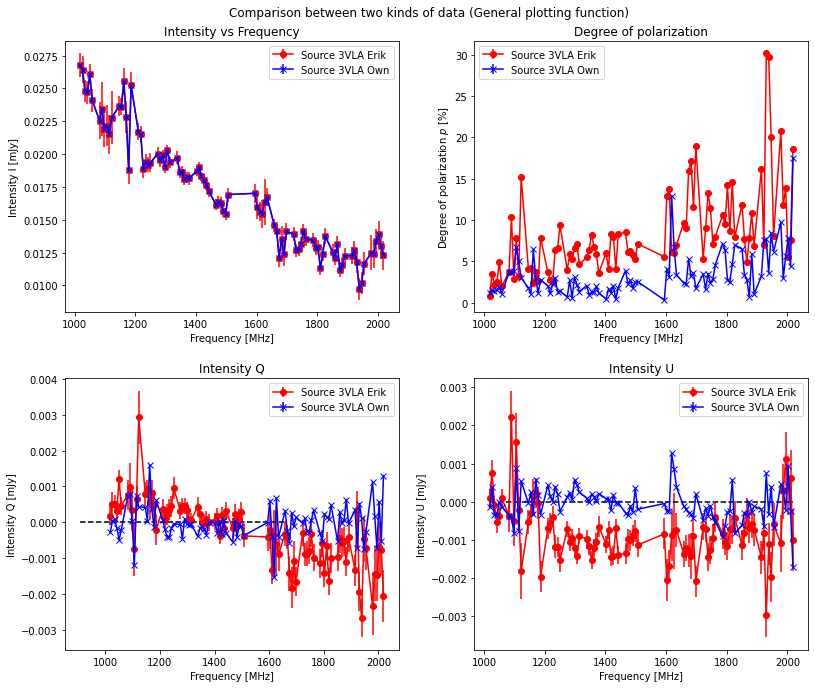 Comparison between two kinds of data (General plotting function)
Intensity vs Frequency
Source 3VLA Erik
Source 3VLA Own
0.0275
0.0250
0.0225
0.0200
0.0175
0.0150
0.0125
0.0100
Intensity I [mJy]
1000 1200 1400 1600 1800 2000
Frequency [MHz]
Degree of polarization
Source 3VLA Erik
Source 3VLA Own
30
25
20
15
10
5
0
Degree of polarization p [%]
1000 1200 1400 1600 1800 2000
Frequency [MHz]
Intensity Q
Source 3VLA Erik
Source 3VLA Own
0.004
0.003
0.002
0.001
0.000
−0.001
−0.002
−0.003
Intensity Q [mJy]
1000 1200 1400 1600 1800 2000
Frequency [MHz]
Intensity U
Source 3VLA Erik
Source 3VLA Own
0.003
0.002
0.001
0.000
−0.001
−0.002
−0.003
Intensity U [mJy]
1000 1200 1400 1600 1800 2000
Frequency [MHz]